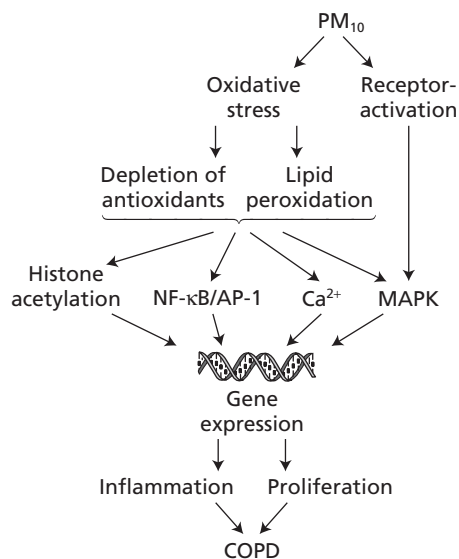 PM₁₀
Oxidative
stress
Receptor-
activation
Depletion of
antioxidants
Lipid
peroxidation
Histone
acetylation
NF-κB/AP-1
Ca²⁺
MAPK
Gene
expression
Inflammation
Proliferation
COPD